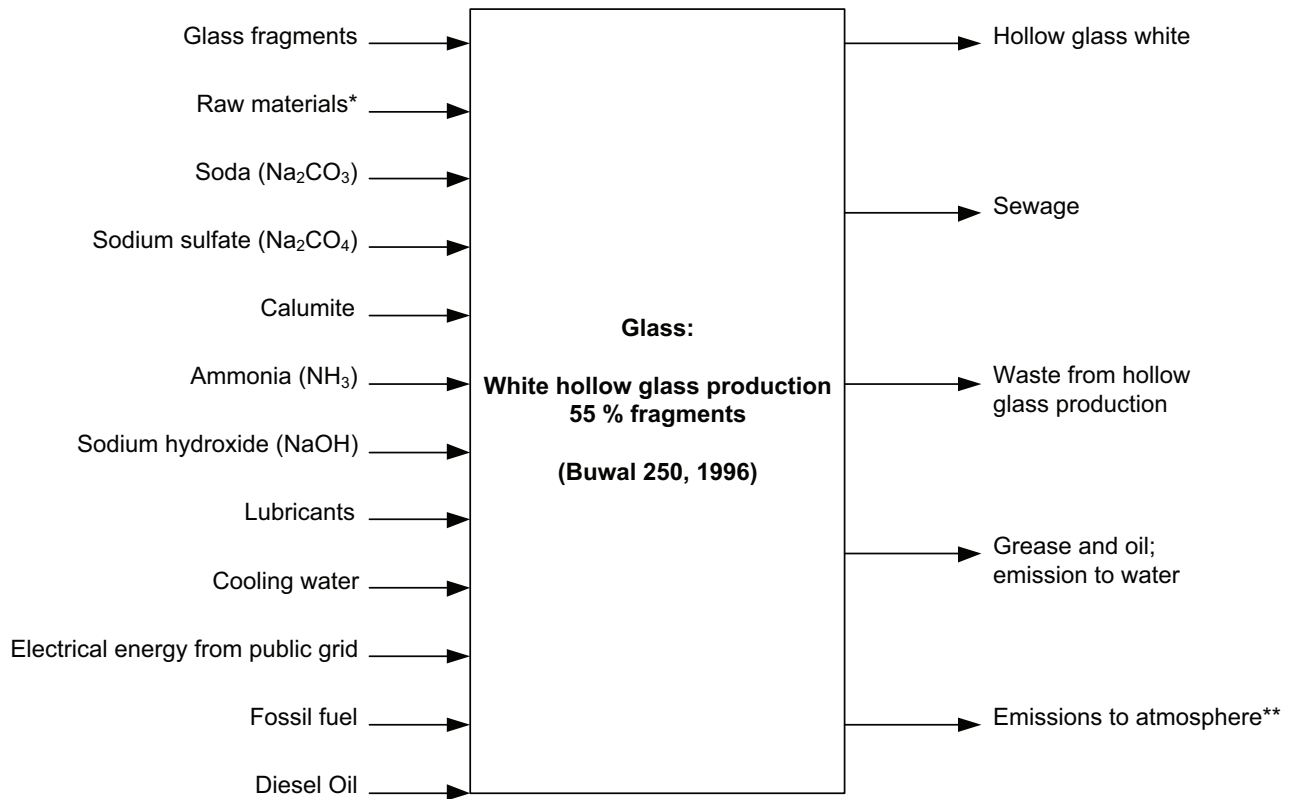 Glass fragments
Raw materials*
Soda (Na₂CO₃)
Sodium sulfate (Na₂CO₄)
Calumite
Ammonia (NH₃)
Sodium hydroxide (NaOH)
Lubricants
Cooling water
Electrical energy from public grid
Fossil fuel
Diesel Oil
Glass:
White hollow glass production
55 % fragments
(Buwal 250, 1996)
Hollow glass white
Sewage
Waste from hollow
glass production
Grease and oil;
emission to water
Emissions to atmosphere**